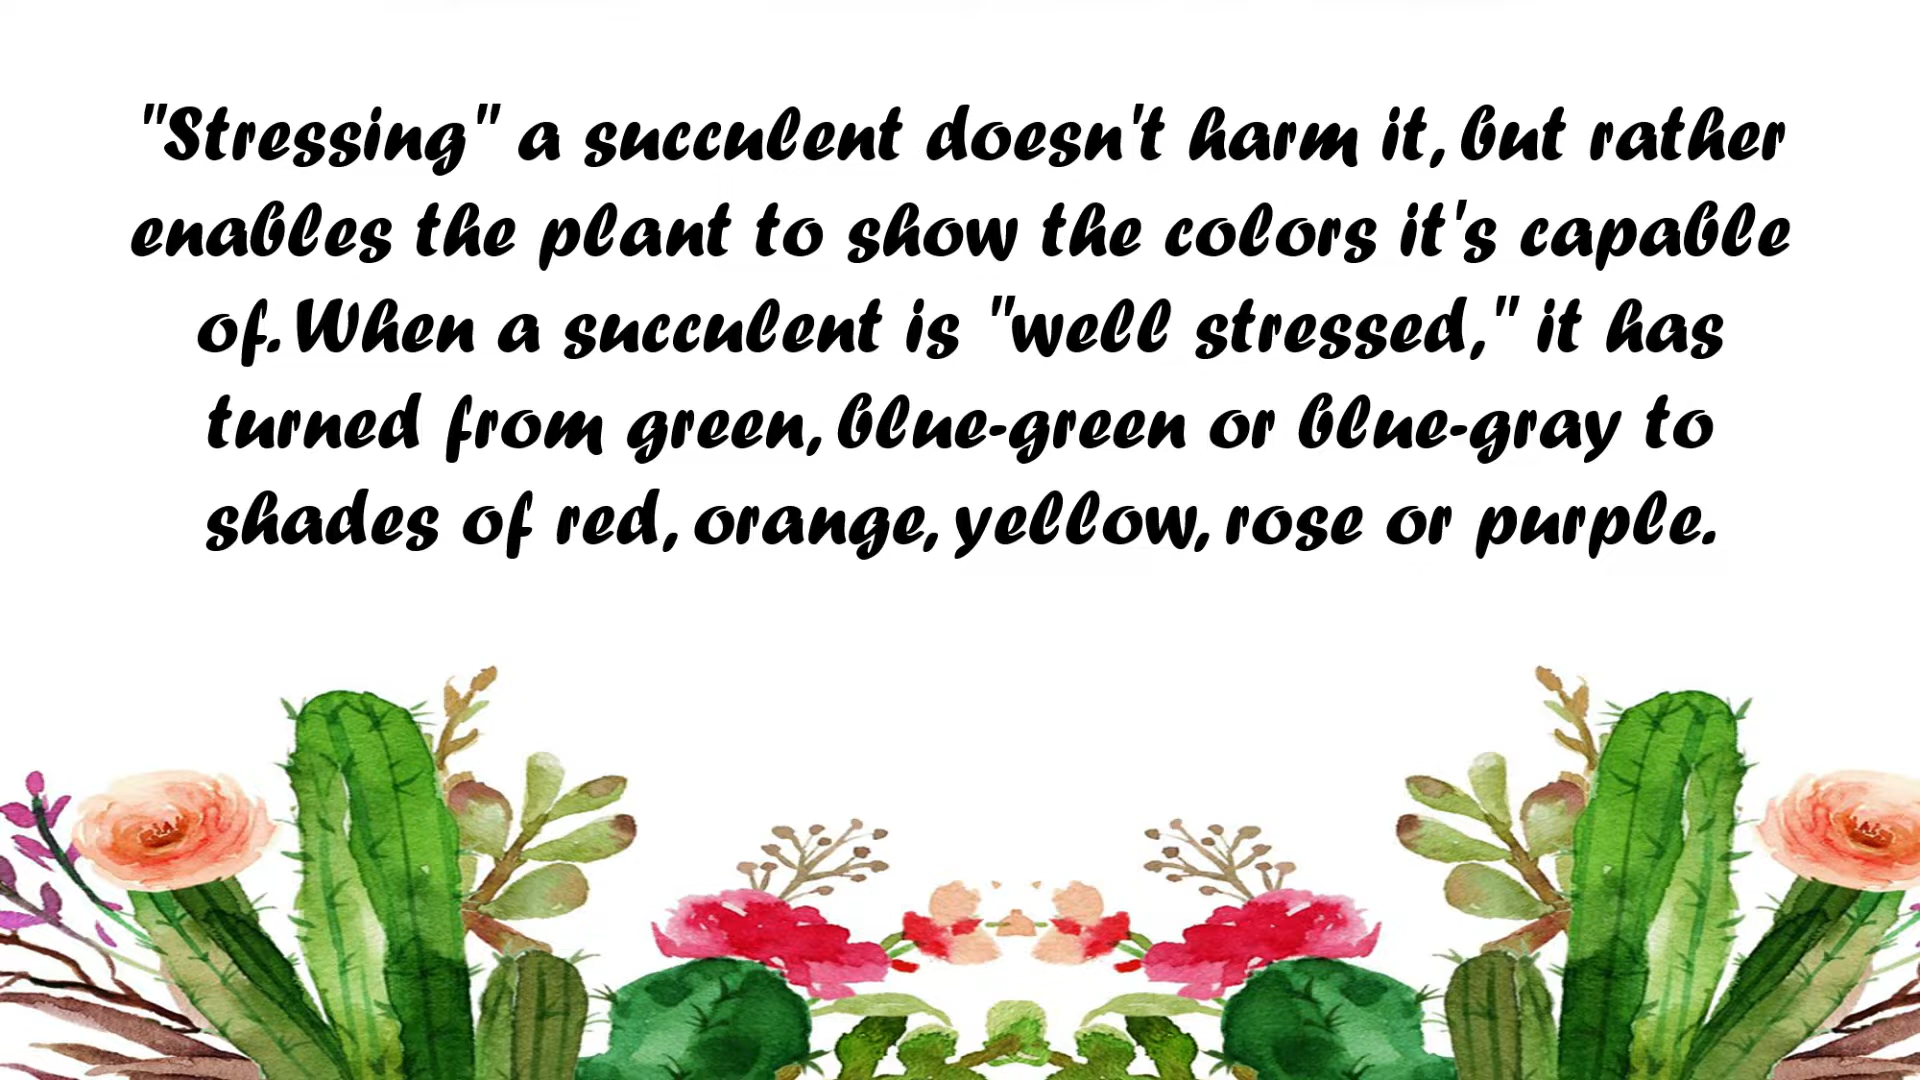 "Stressing" a succulent doesn't harm it, but rather
enables the plant to show the colors it's capable
of. When a succulent is "well stressed," it has
turned from green, blue-green or blue-gray to
shades of red, orange, yellow, rose or purple.